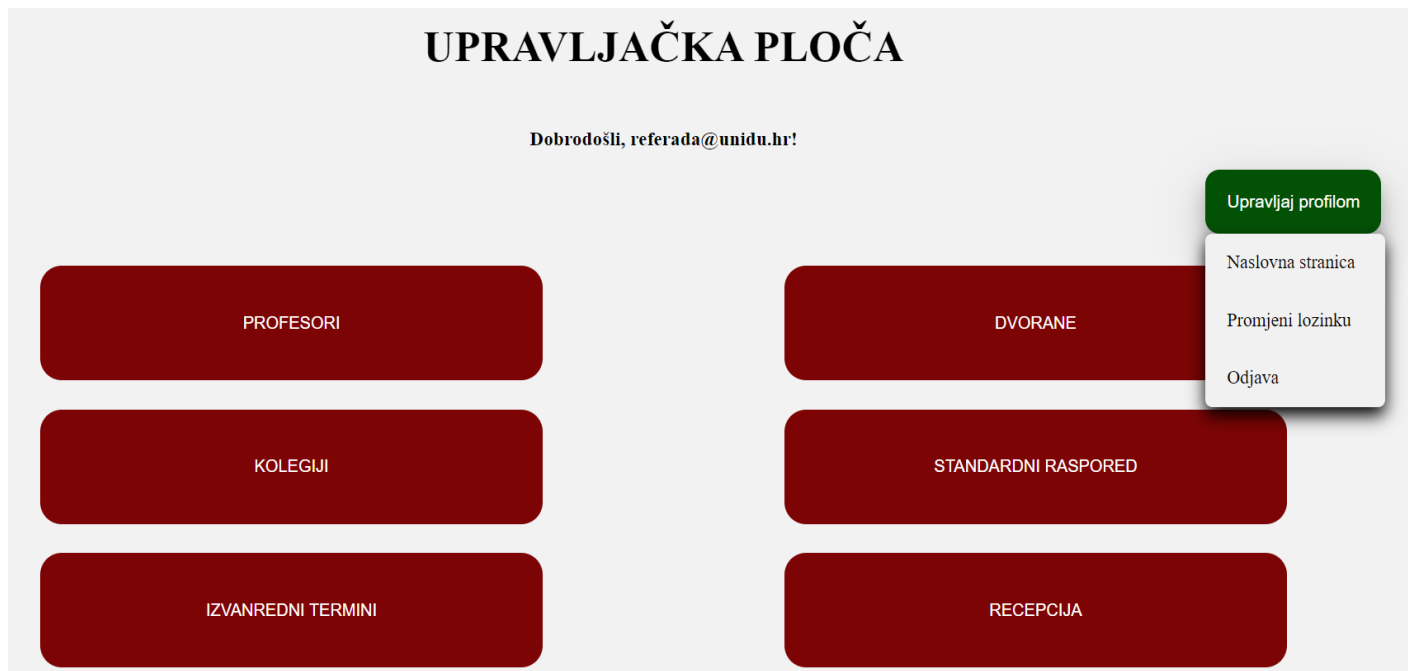 UPRAVLJAČKA PLOČA
Dobrodošli, referada@unidu.hr!
Upravljaj profilom
Naslovna stranica
Promjeni lozinku
Odjava
PROFESORI
DVORANE
KOLEGIJI
STANDARDNI RASPORED
IZVANREDNI TERMINI
RECEPCIJA